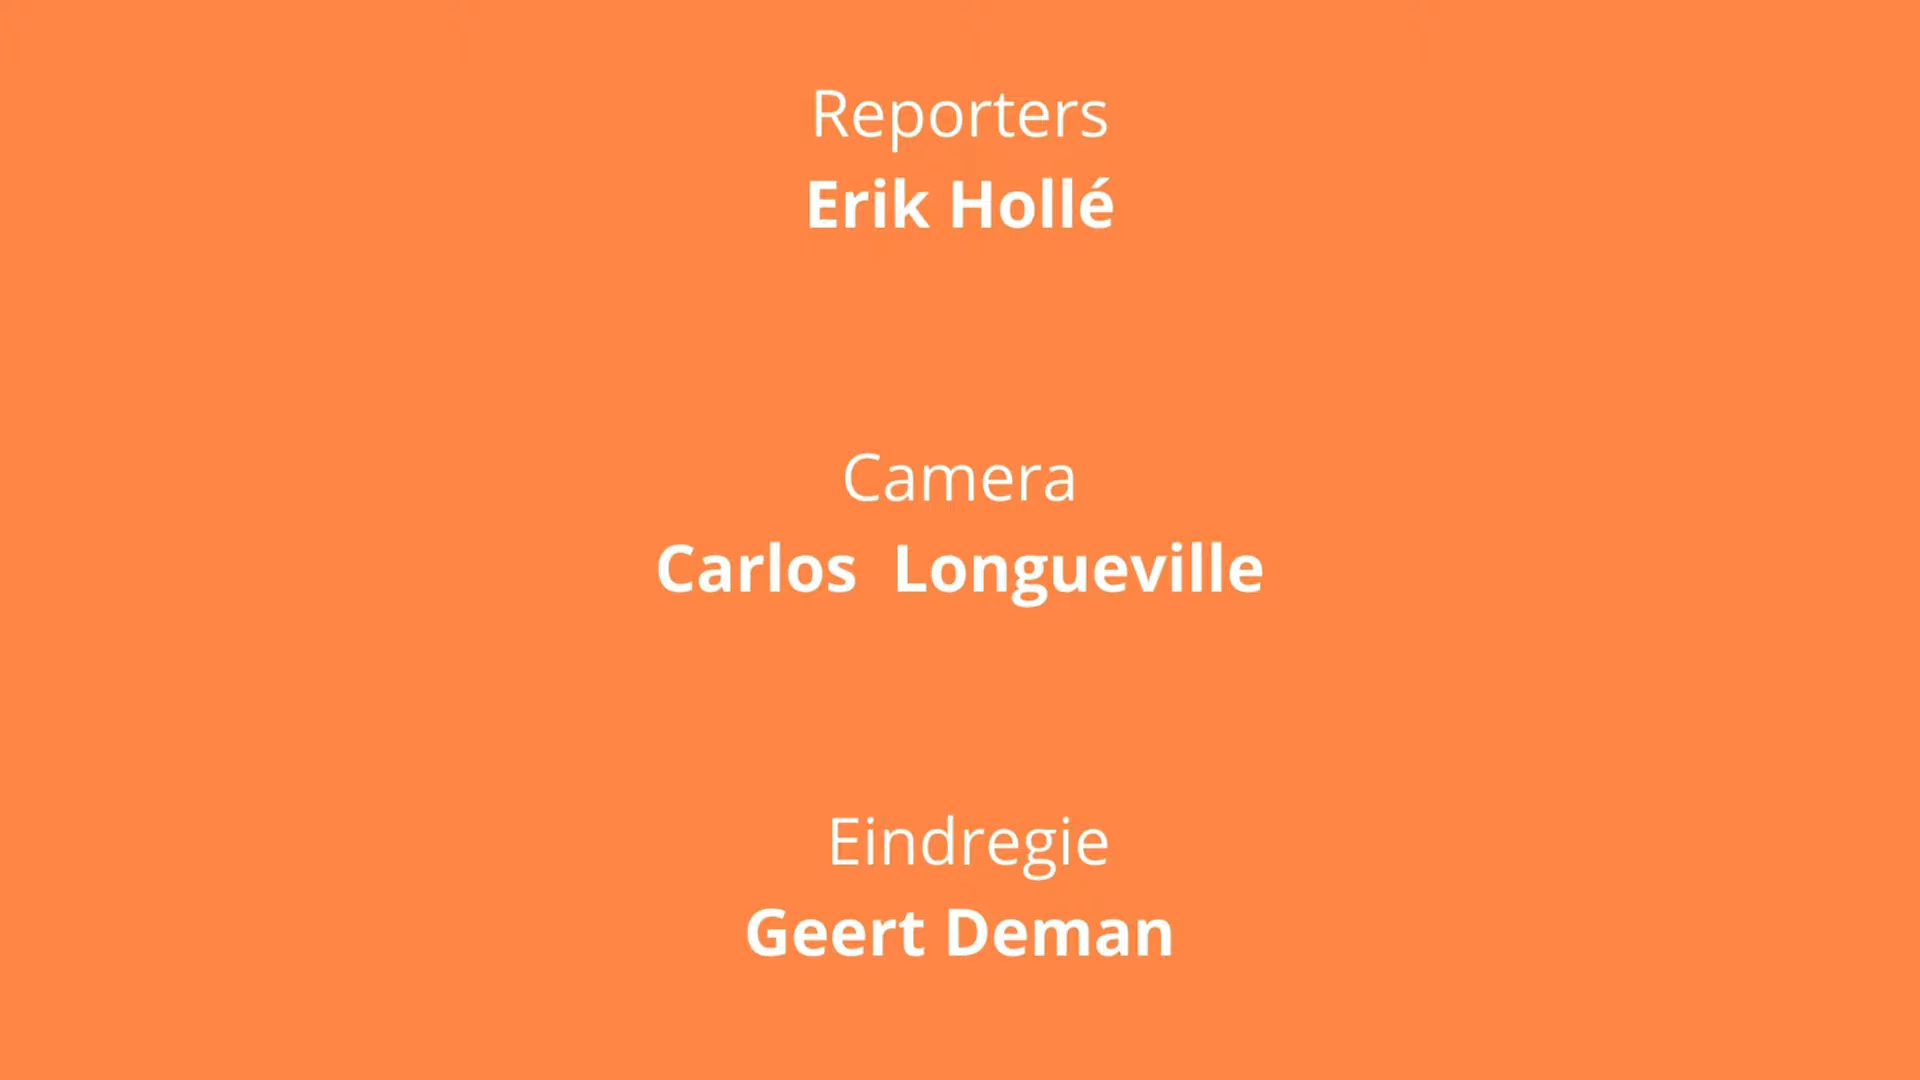 Reporters
Erik Hollé
Camera
Carlos  Longueville
Eindregie
Geert Deman